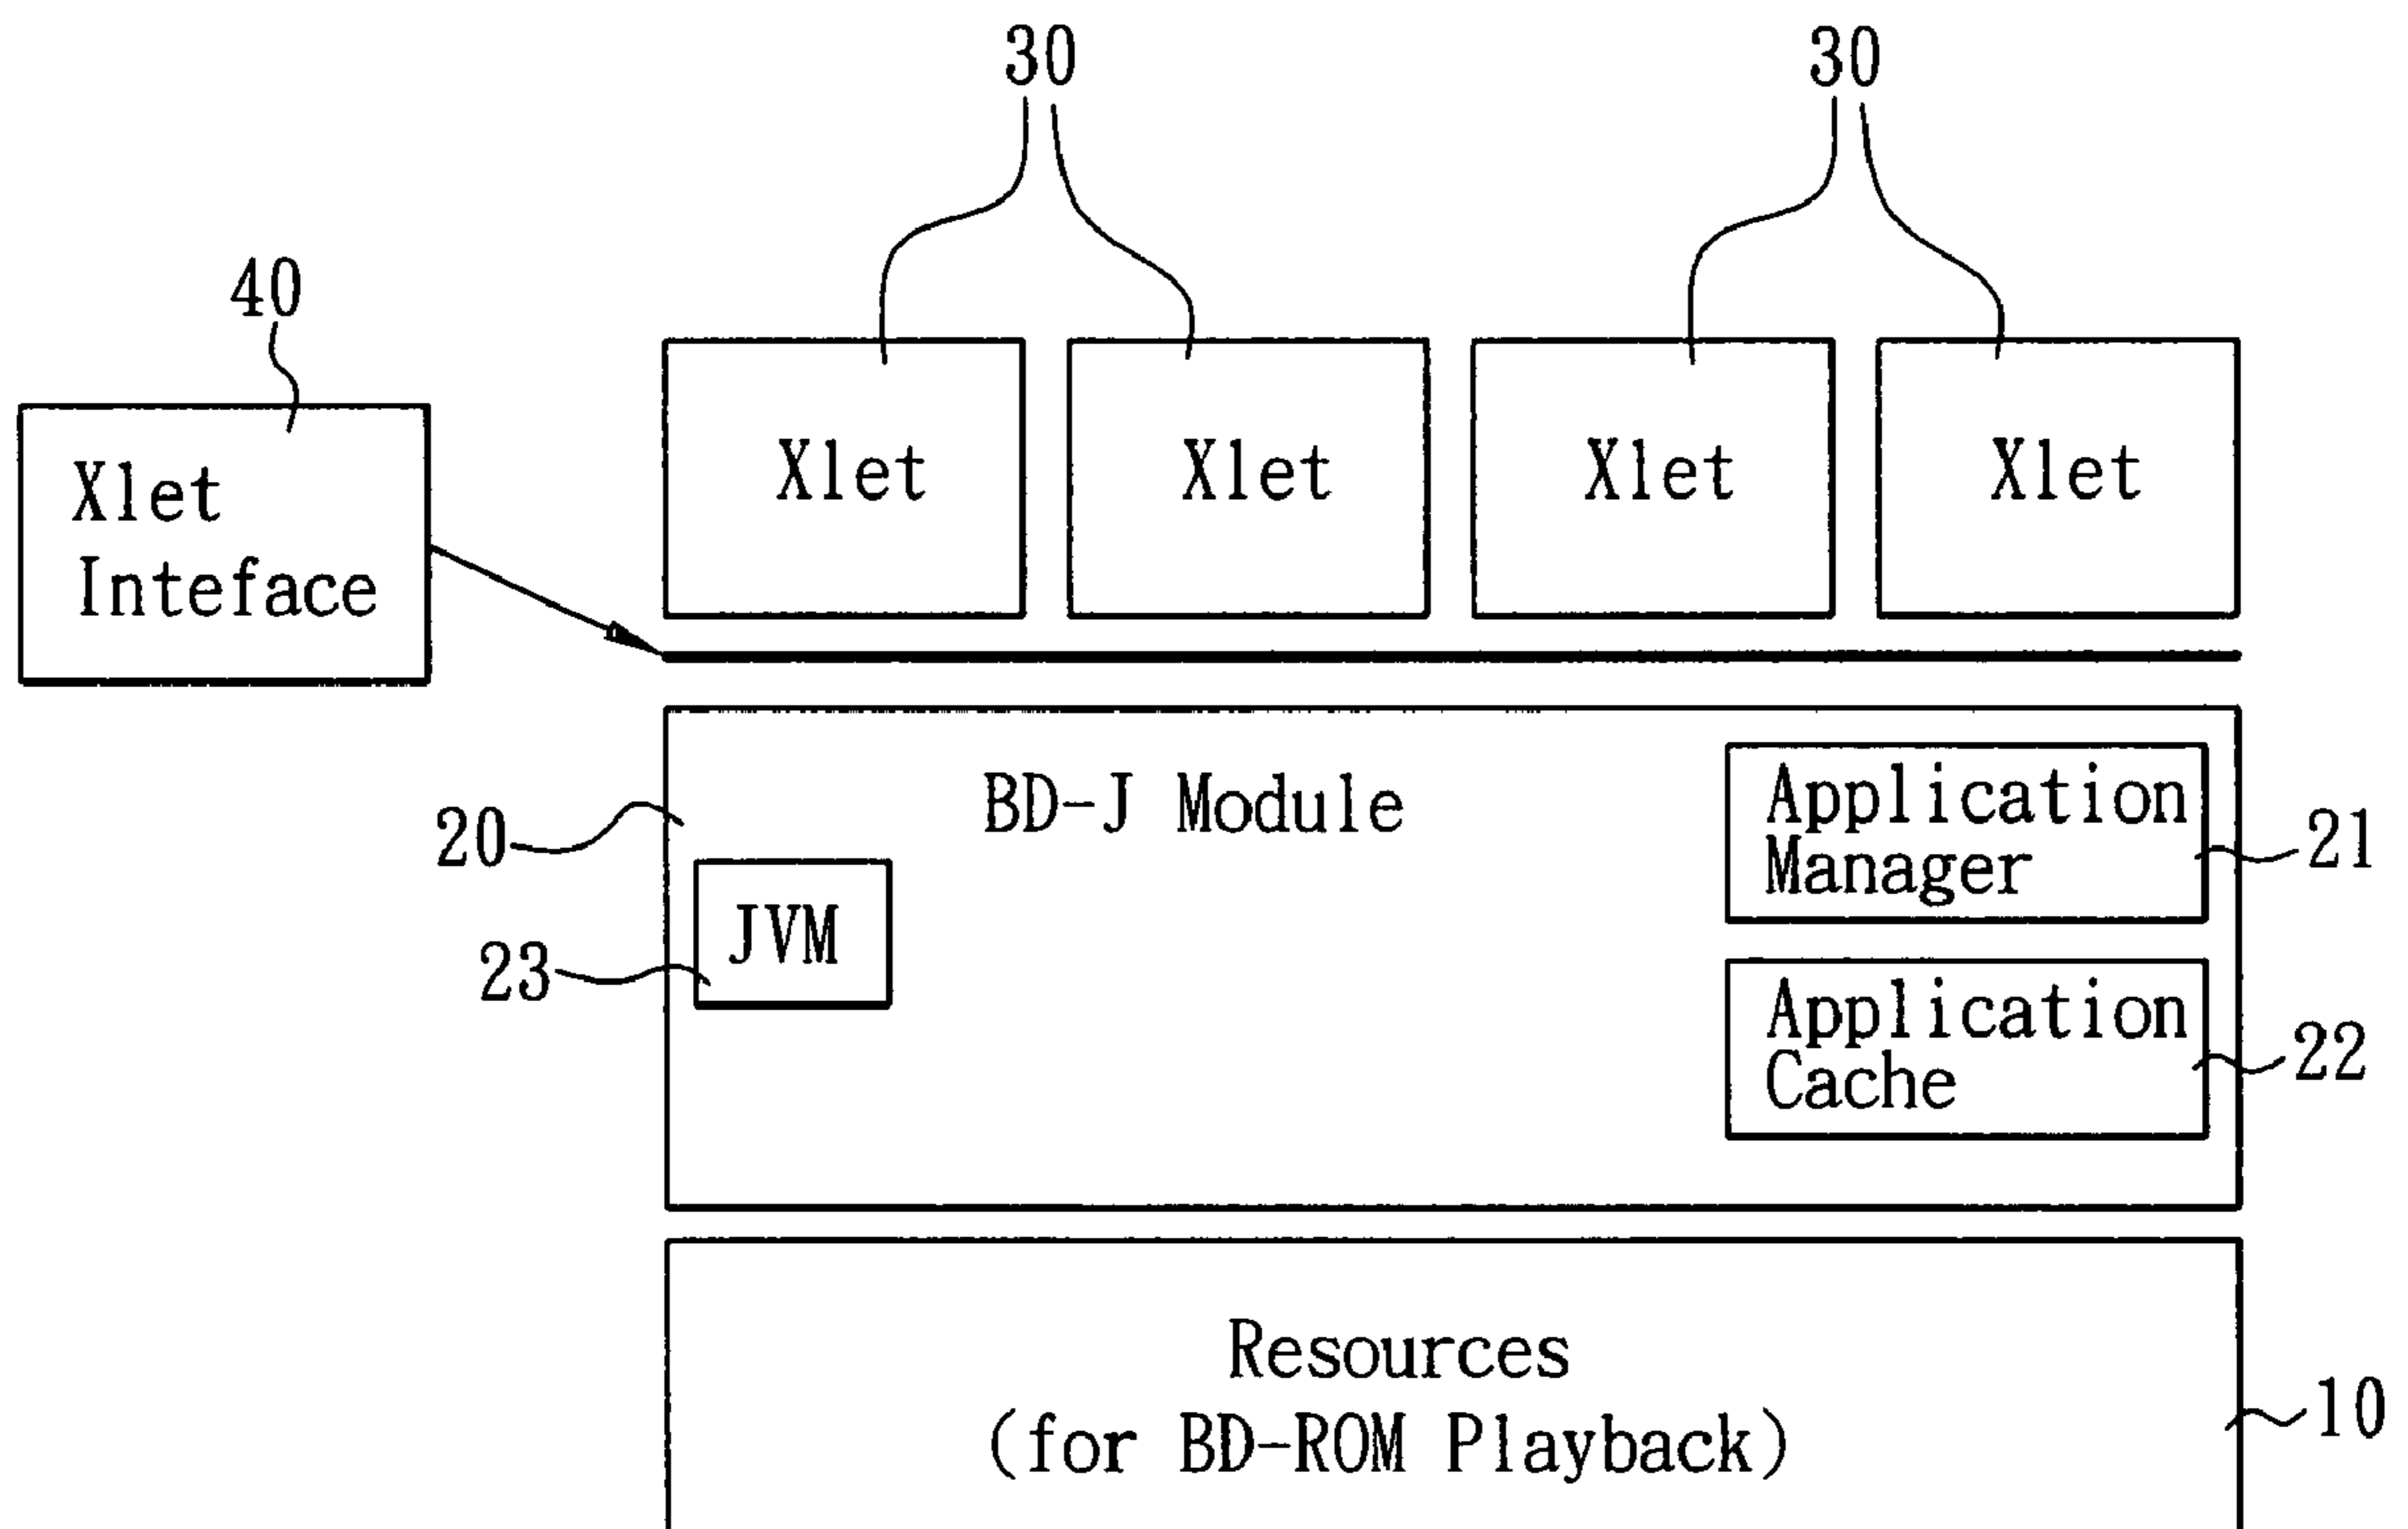 30
30
40
Xlet
Inteface
Xlet
Xlet
Xlet
Xlet
20
BD-J Module
Application
Manager
21
23
JVM
Application
Cache
22
Resources
(for BD-ROM Playback)
10